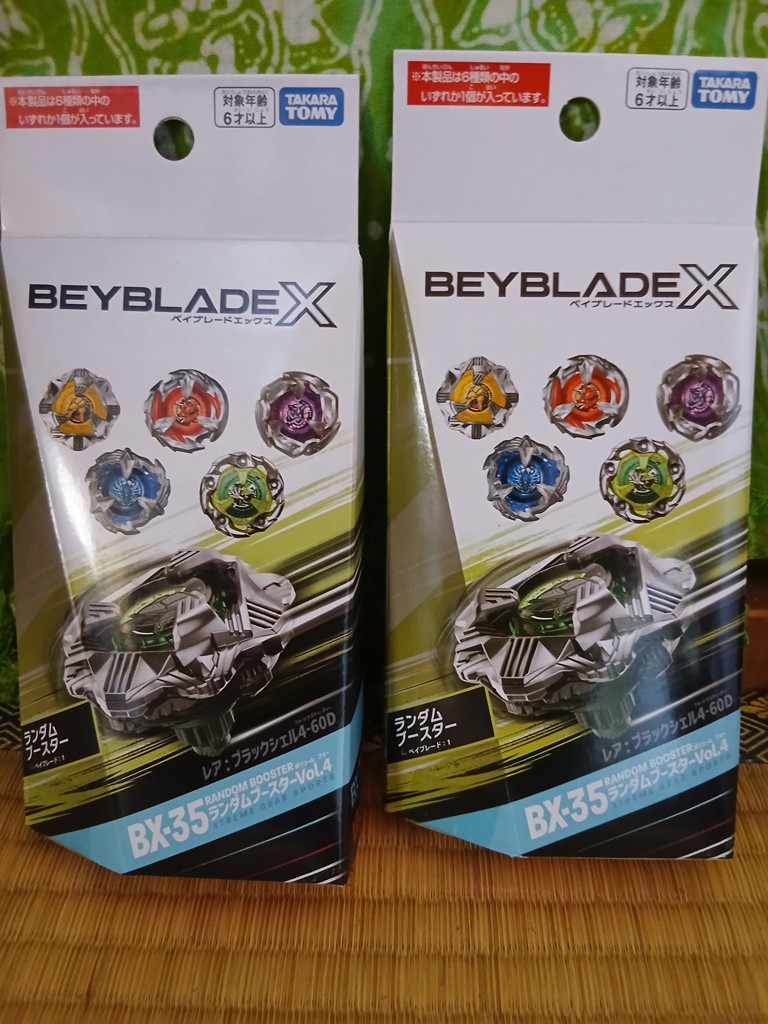 ※本製品は6種類の中の
いずれか1個が入っています。
対象年齢
6才以上
TAKARA
TOMY
BEYBLADE X
ベイブレードエックス
ランダム
ブースター
ベイブレード:1
レア:ブラックシェル4-60D
BX-35
RANDOM BOOSTER
ランダムブースターVol.4
XTREME GEAR SPORTS
※本製品は6種類の中の
いずれか1個が入っています。
対象年齢
6才以上
TAKARA
TOMY
BEYBLADE X
ベイブレードエックス
ランダム
ブースター
ベイブレード:1
レア:ブラックシェル4-60D
BX-35
RANDOM BOOSTER
ランダムブースターVol.4
XTREME GEAR SPORTS